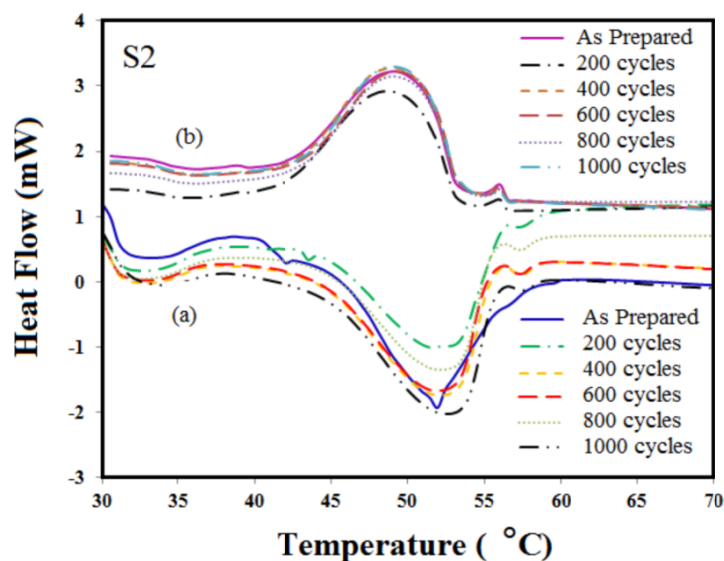 S2
(b)
As Prepared
200 cycles
400 cycles
600 cycles
800 cycles
1000 cycles
(a)
As Prepared
200 cycles
400 cycles
600 cycles
800 cycles
1000 cycles
Heat Flow (mW)
4
3
2
1
0
-1
-2
-3
30 35 40 45 50 55 60 65 70
Temperature ( °C)